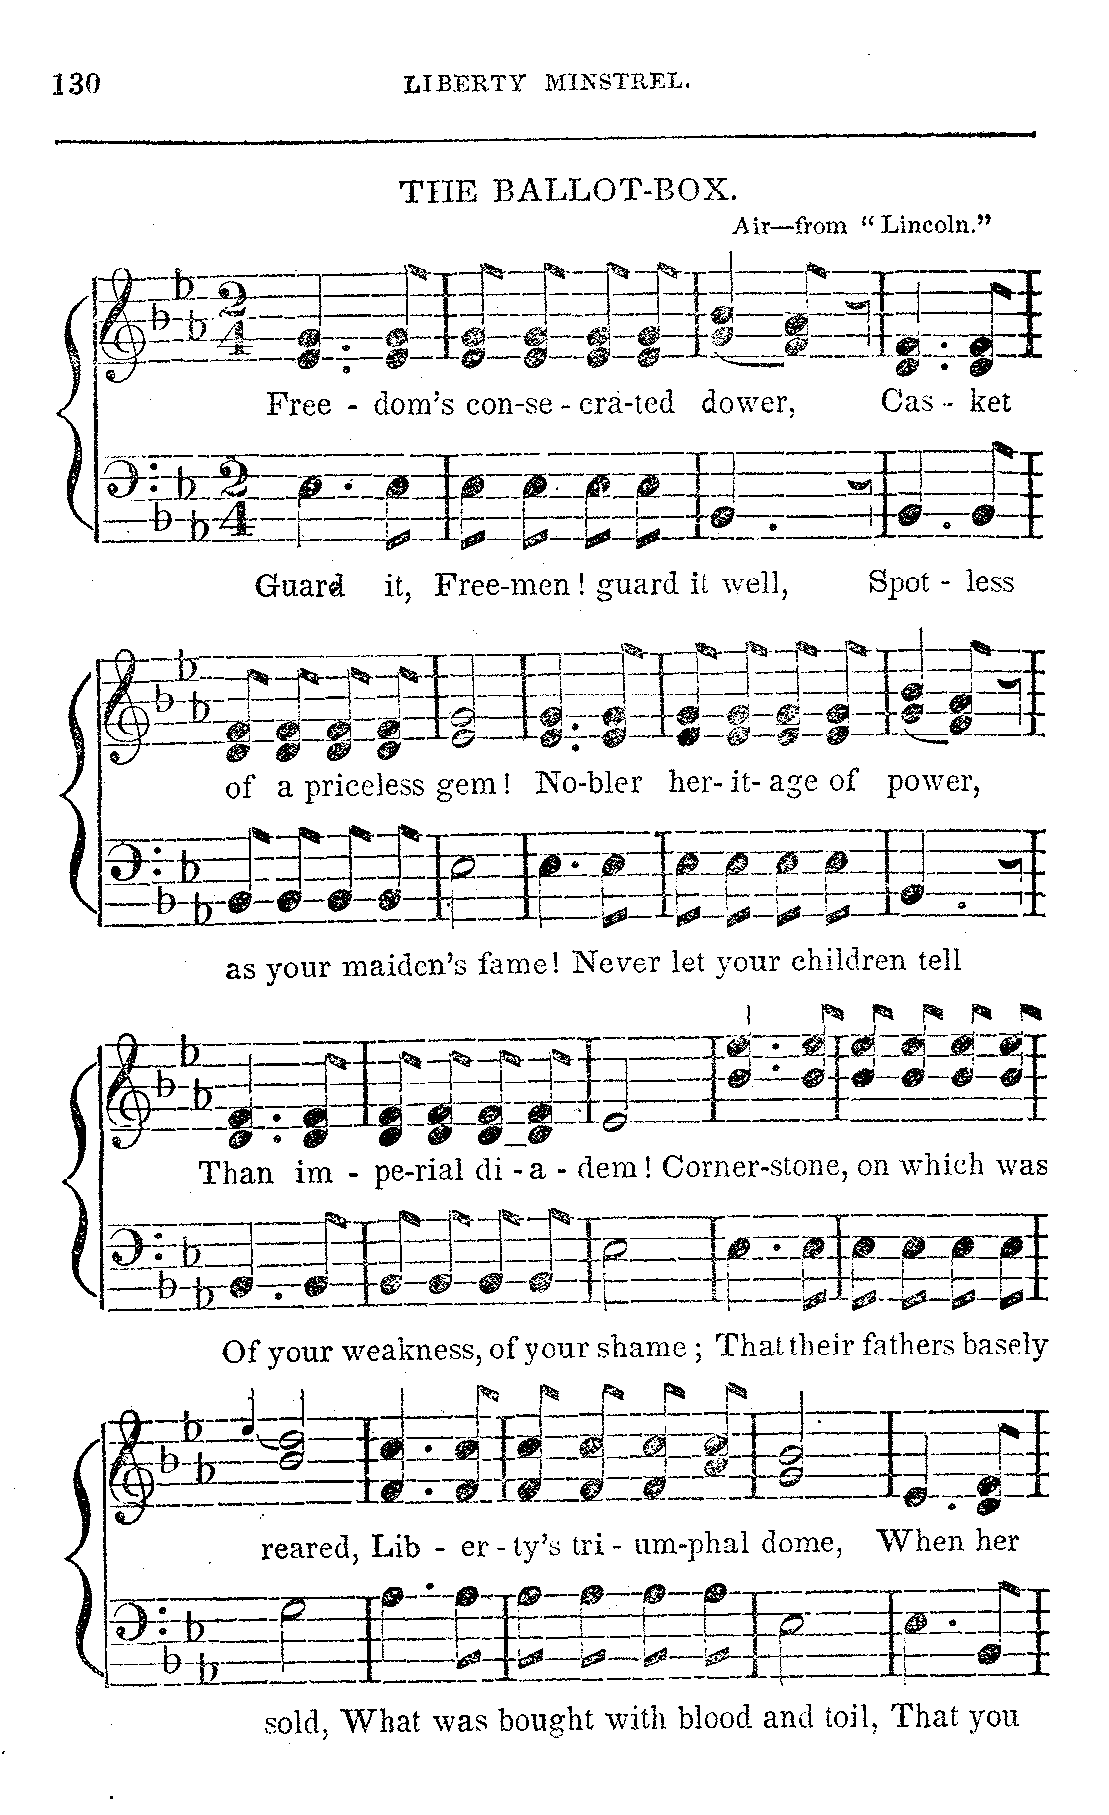 130 LIBERTY MINSTREL.
THE BALLOT-BOX.
Air—from “Lincoln.”
2 4
Free - dom's con-se - cra-ted dower, Cas - ket
2 4
Guard it, Free-men! guard it well, Spot - less
of a priceless gem! No-bler her-it-age of power,
as your maiden's fame! Never let your children tell
Than im - pe-rial di - a - dem! Corner-stone, on which was
Of your weakness, of your shame; That their fathers basely
reared, Lib - er - ty's tri - um-phal dome, When her
sold, What was bought with blood and toil, That you